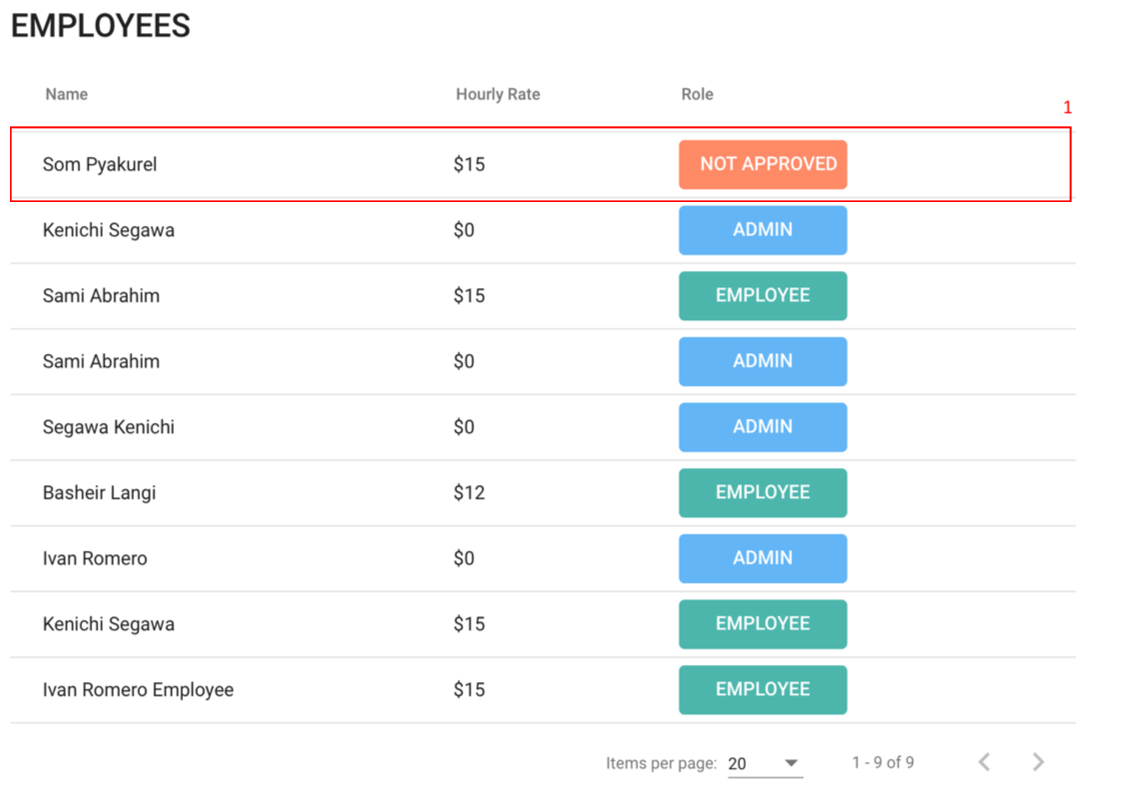 EMPLOYEES
Name Hourly Rate Role
1
Som Pyakurel $15 NOT APPROVED
Kenichi Segawa $0 ADMIN
Sami Abrahim $15 EMPLOYEE
Sami Abrahim $0 ADMIN
Segawa Kenichi $0 ADMIN
Basheir Langi $12 EMPLOYEE
Ivan Romero $0 ADMIN
Kenichi Segawa $15 EMPLOYEE
Ivan Romero Employee $15 EMPLOYEE
Items per page: 20 1 - 9 of 9